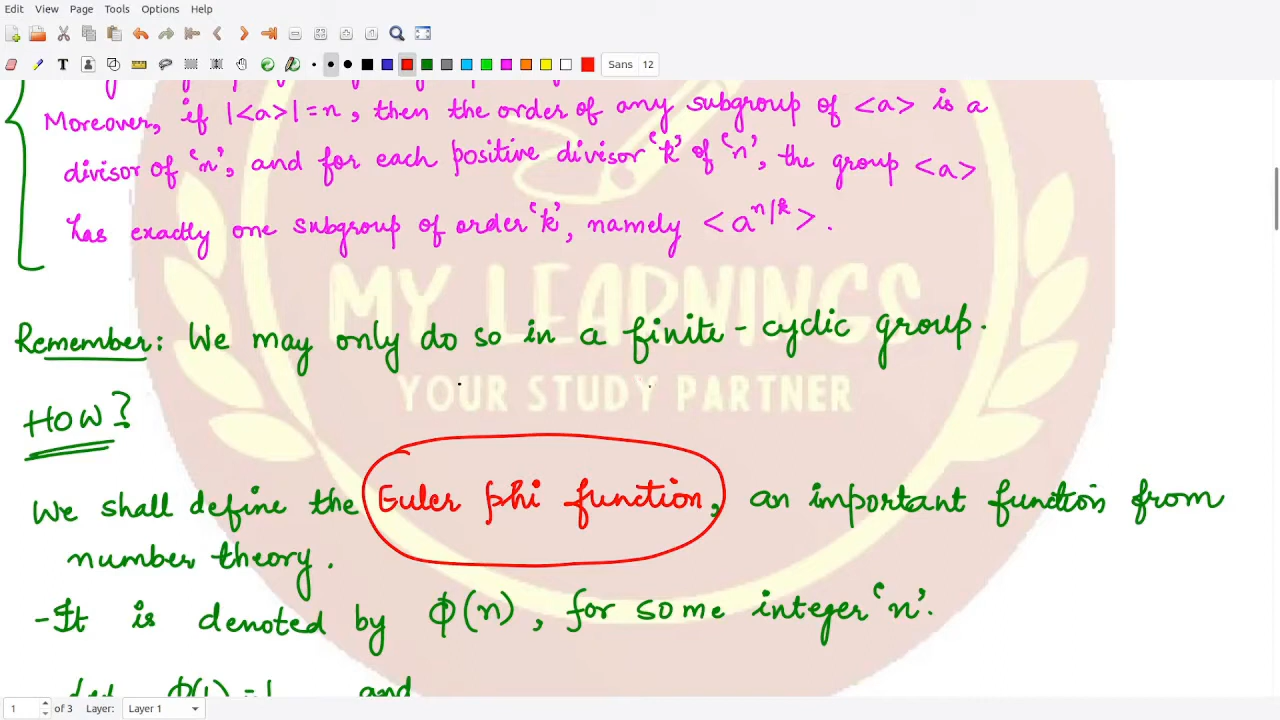 Edit View Page Tools Options Help
Sans 12
Moreover, if |<a>|=n, then the order of any subgroup of <a> is a
divisor of 'n', and for each positive divisor 'k' of 'n', the group <a>
has exactly one subgroup of order 'k', namely <a^{n/k}>.
MY LEARNINGS
Remember: We may only do so in a finite-cyclic group.
YOUR STUDY PARTNER
HOW?
We shall define the Euler phi function, an important function from
number theory.
-It is denoted by ϕ(n), for some integer 'n'.
Let ϕ(1)=1 and
1 of 3 Layer: Layer 1